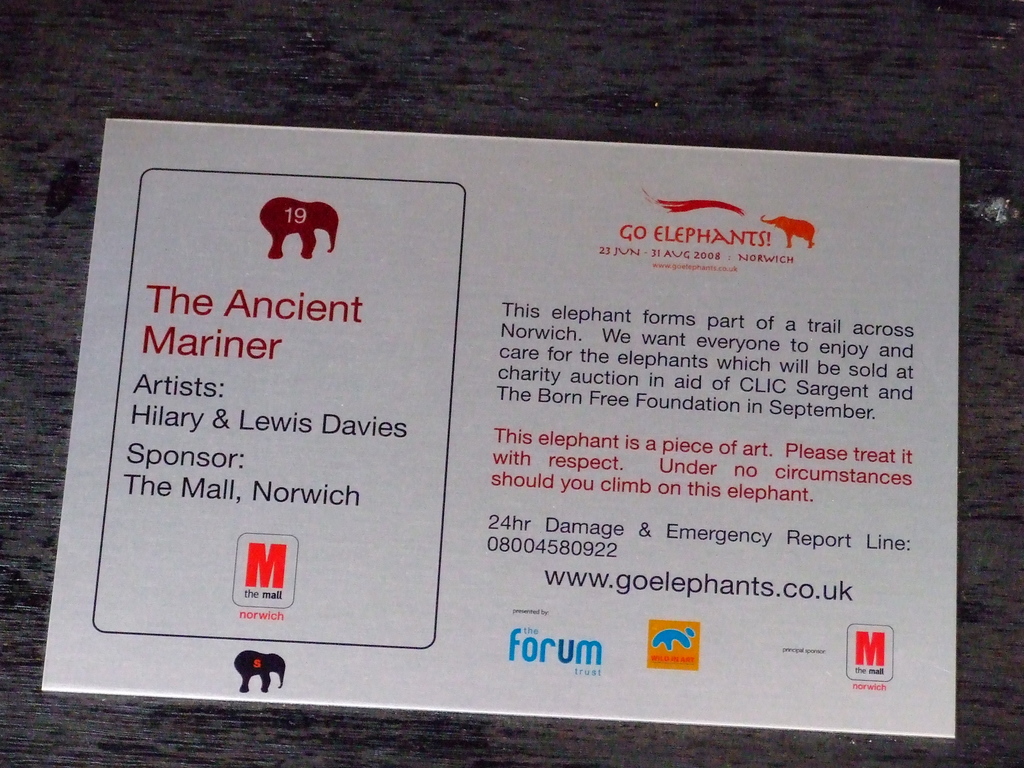 19
The Ancient
Mariner
Artists:
Hilary & Lewis Davies
Sponsor:
The Mall, Norwich
M
the mall
norwich
S
GO ELEPHANTS!
23 JUN - 31 AUG 2008 : NORWICH
www.goelephants.co.uk
This elephant forms part of a trail across
Norwich. We want everyone to enjoy and
care for the elephants which will be sold at
charity auction in aid of CLIC Sargent and
The Born Free Foundation in September.
This elephant is a piece of art. Please treat it
with respect. Under no circumstances
should you climb on this elephant.
24hr Damage & Emergency Report Line:
08004580922
www.goelephants.co.uk
presented by:
the
forum
trust
WILD IN ART
principal sponsor:
M
the mall
norwich